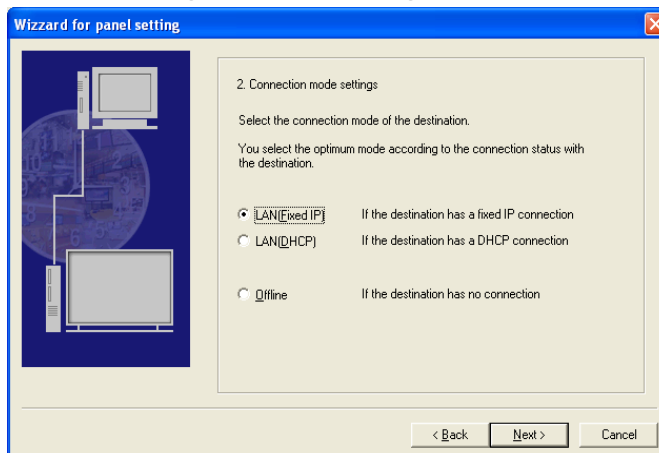 Wizzard for panel setting
2. Connection mode settings
Select the connection mode of the destination.
You select the optimum mode according to the connection status with
the destination.
LAN(Fixed IP) If the destination has a fixed IP connection
LAN(DHCP) If the destination has a DHCP connection
Offline If the destination has no connection
< Back Next > Cancel